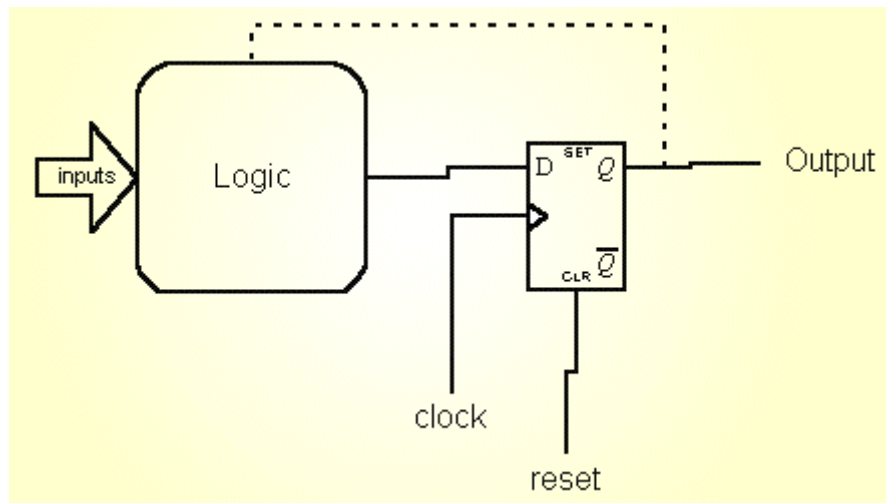 inputs
Logic
D
SET
Q
Q̅
CLR
Output
clock
reset